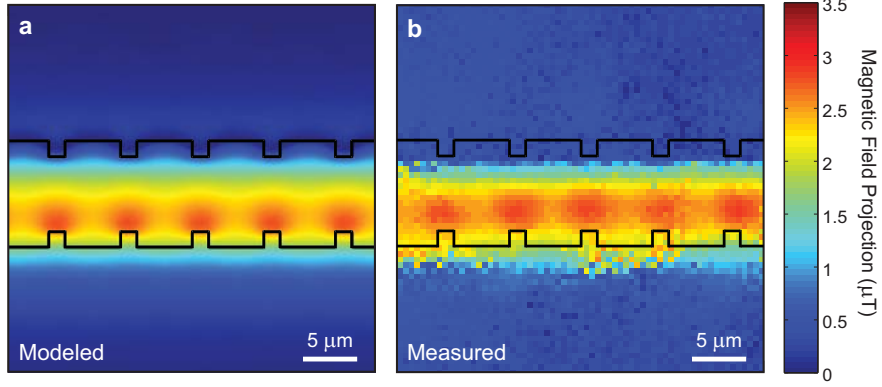 a
b
Modeled
5 μm
Measured
5 μm
3.5
3
2.5
2
1.5
1
0.5
0
Magnetic Field Projection (μT)